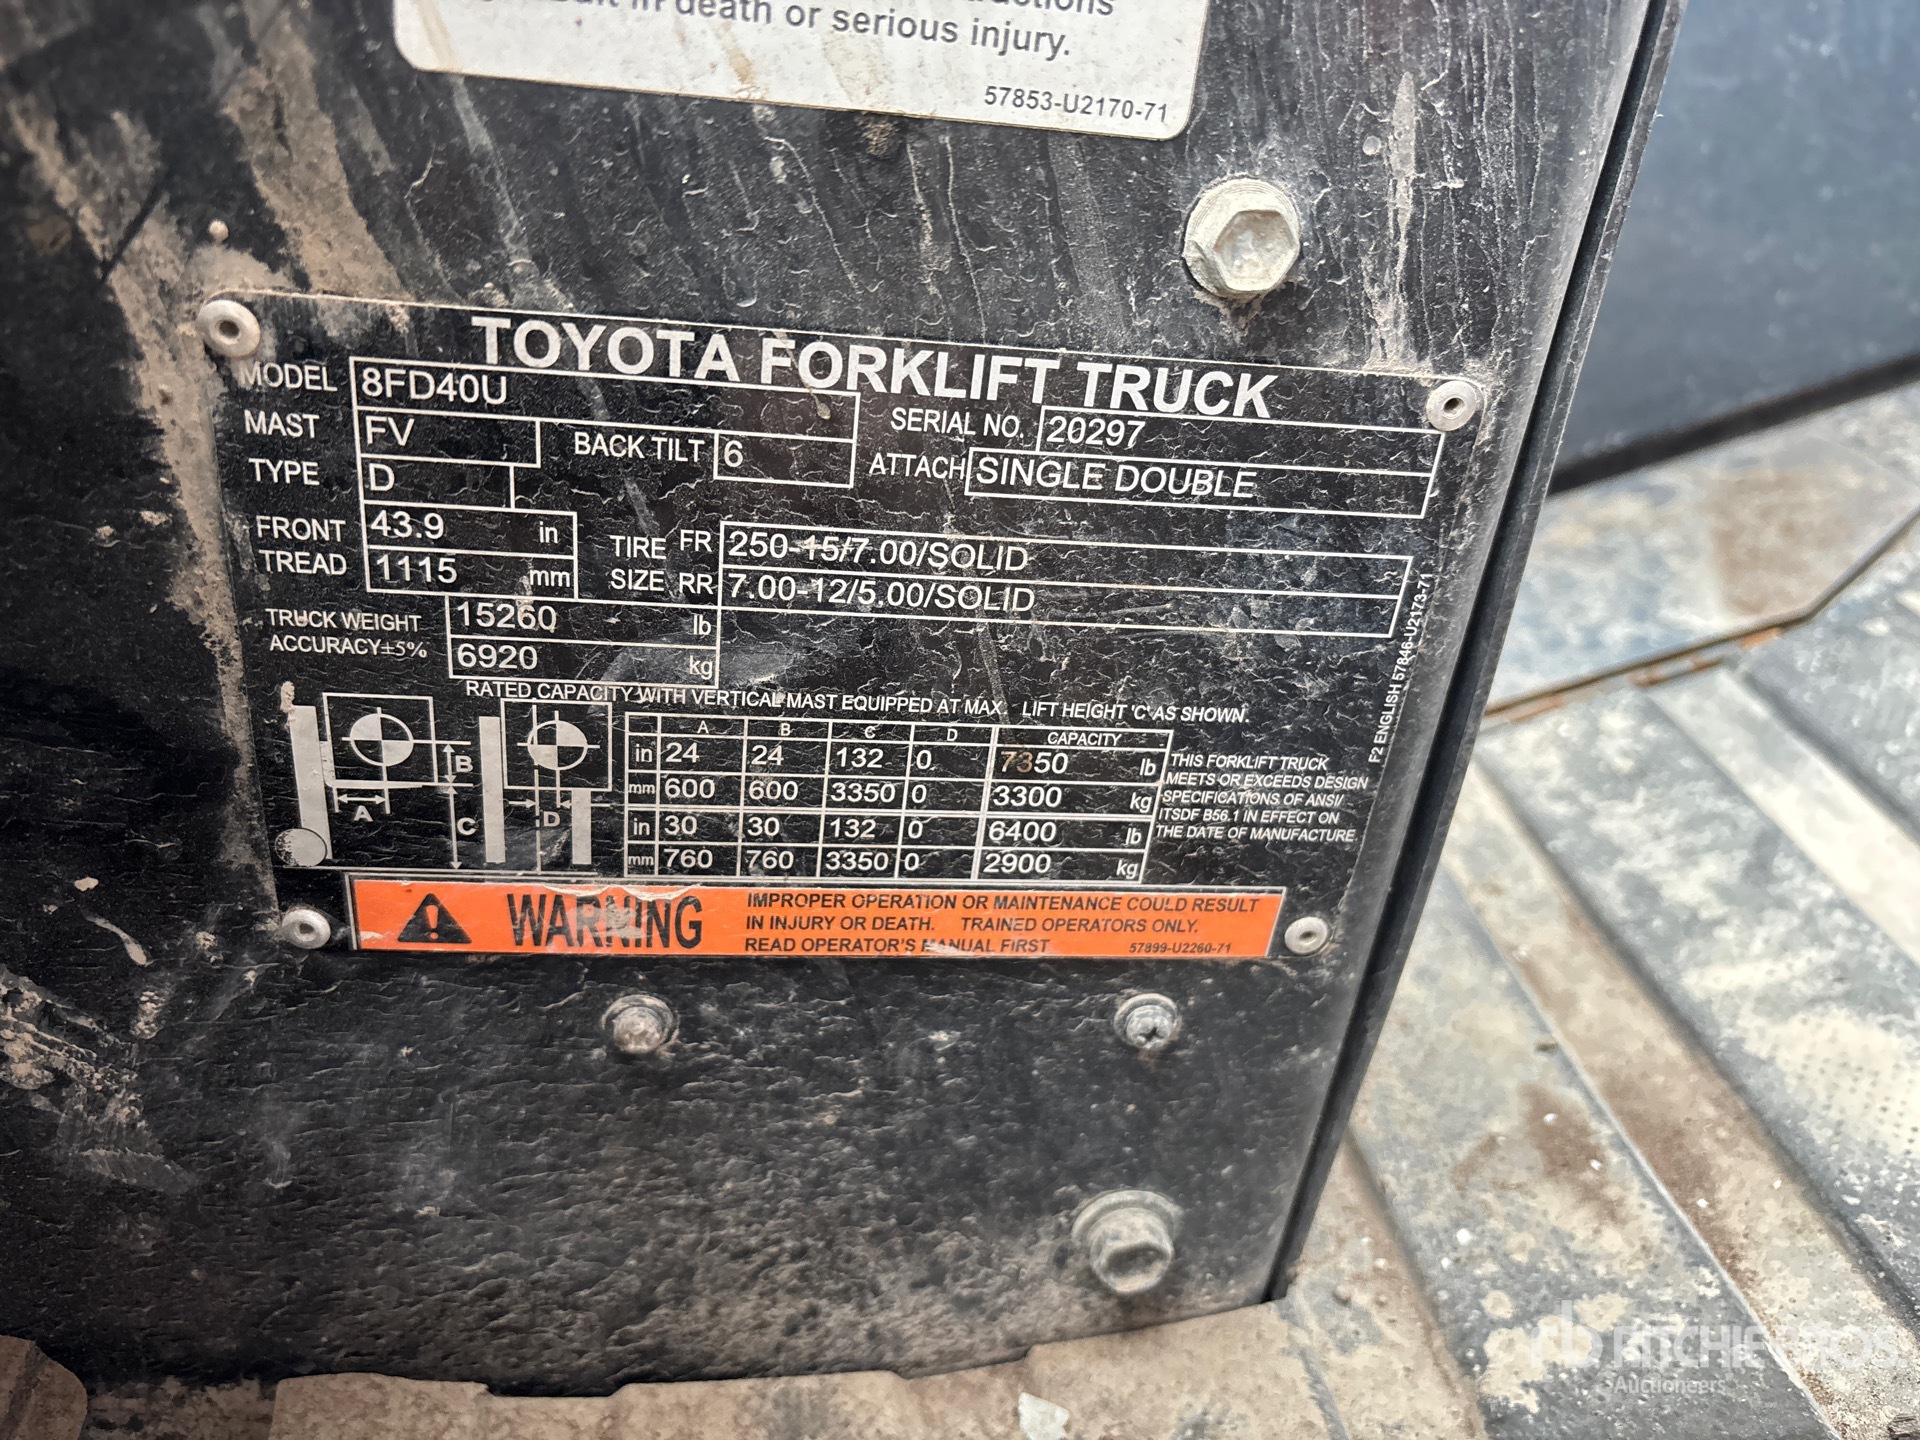 in death or serious injury.
57853-U2170-71
TOYOTA FORKLIFT TRUCK
MODEL 8FD40U
SERIAL NO. 20297
MAST FV BACK TILT 6
ATTACH SINGLE DOUBLE
TYPE D
FRONT TREAD 43.9 in
1115 mm
TIRE SIZE FR 250-15/7.00/SOLID
RR 7.00-12/5.00/SOLID
TRUCK WEIGHT 15260 lb
ACCURACY±5% 6920 kg
RATED CAPACITY WITH VERTICAL MAST EQUIPPED AT MAX. LIFT HEIGHT 'C' AS SHOWN.
A B C D CAPACITY
in 24 24 132 0 7350 lb
mm 600 600 3350 0 3300 kg
in 30 30 132 0 6400 lb
mm 760 760 3350 0 2900 kg
B
A
C
D
THIS FORKLIFT TRUCK
MEETS OR EXCEEDS DESIGN
SPECIFICATIONS OF ANSI/
ITSDF B56.1 IN EFFECT ON
THE DATE OF MANUFACTURE.
F2 ENGLISH 57846-U2173-71
WARNING
IMPROPER OPERATION OR MAINTENANCE COULD RESULT
IN INJURY OR DEATH. TRAINED OPERATORS ONLY.
READ OPERATOR'S MANUAL FIRST 57899-U2260-71
rb RITCHIE BROS.
Auctioneers